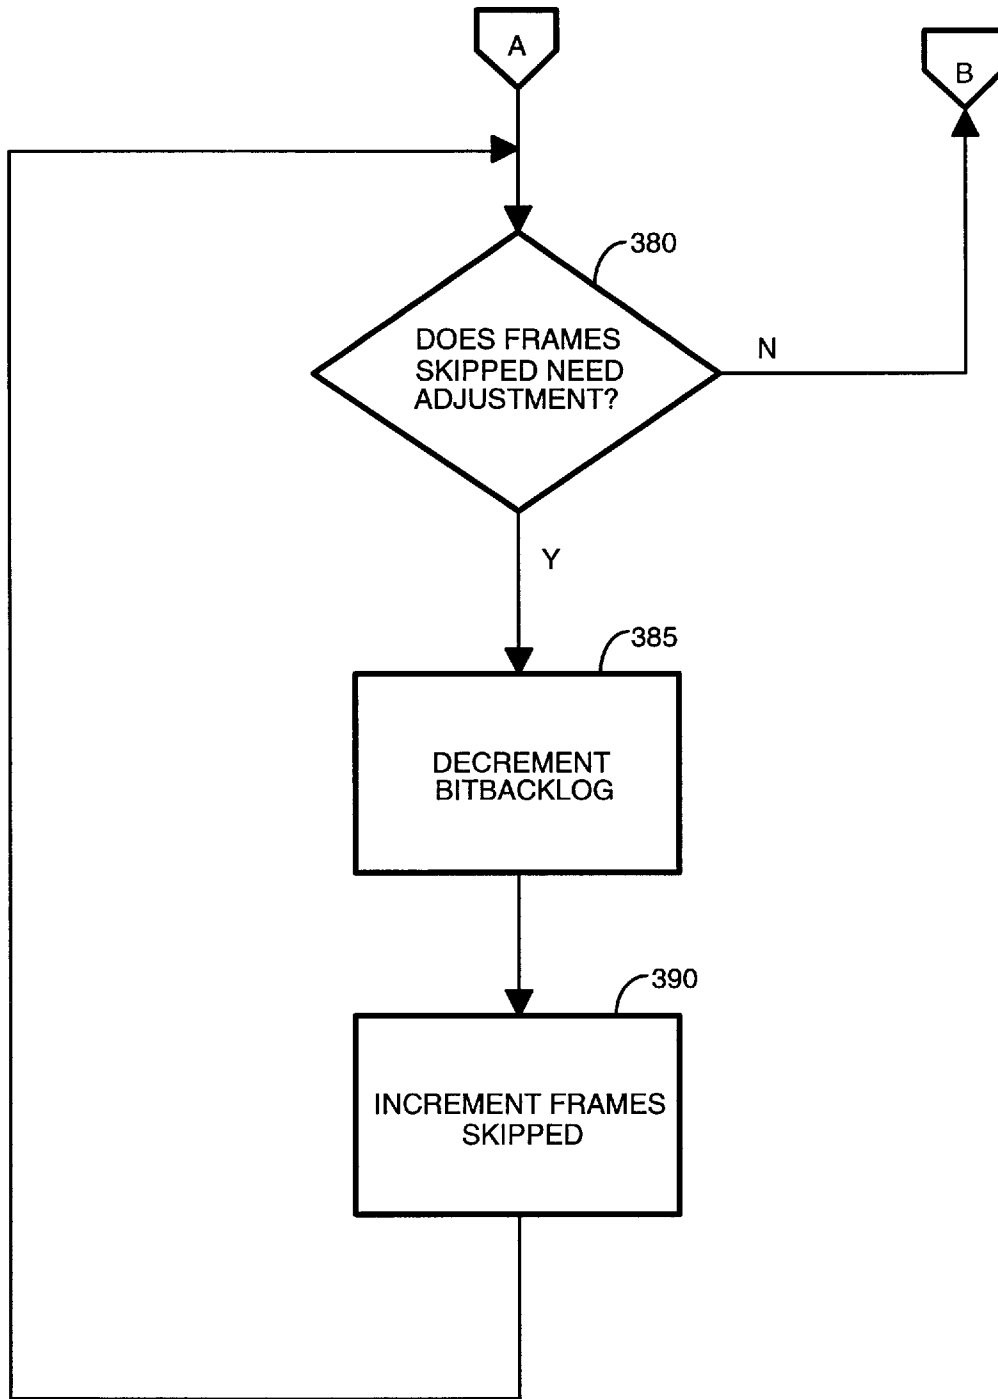 A
B
380
DOES FRAMES
SKIPPED NEED
ADJUSTMENT?
N
Y
385
DECREMENT
BITBACKLOG
390
INCREMENT FRAMES
SKIPPED